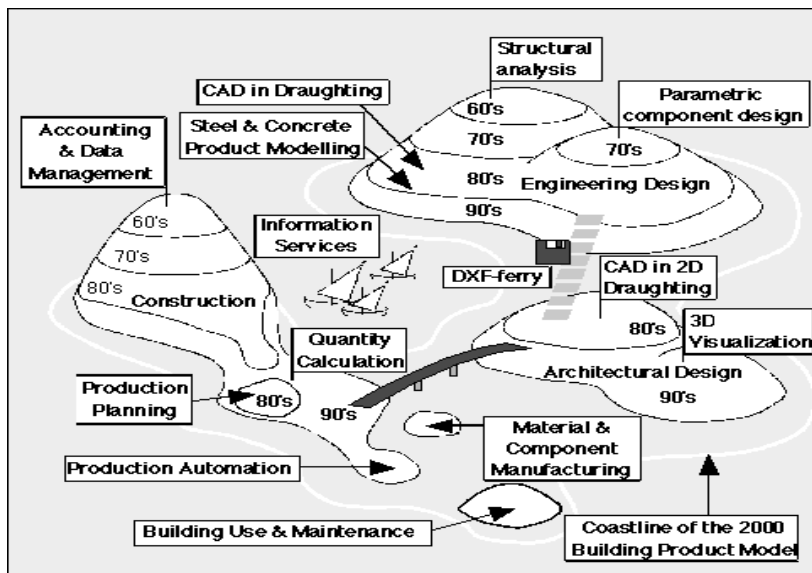 Structural
analysis
CAD in Draughting
Parametric
component design
60's
Steel & Concrete
Product Modelling
Accounting
& Data
Management
70's
70's
80's
Engineering Design
90's
60's
Information
Services
70's
DXF-ferry
CAD in 2D
Draughting
80's
Construction
80's
3D
Visualization
Quantity
Calculation
Architectural Design
Production
Planning
80's
90's
90's
Material &
Component
Manufacturing
Production Automation
Building Use & Maintenance
Coastline of the 2000
Building Product Model